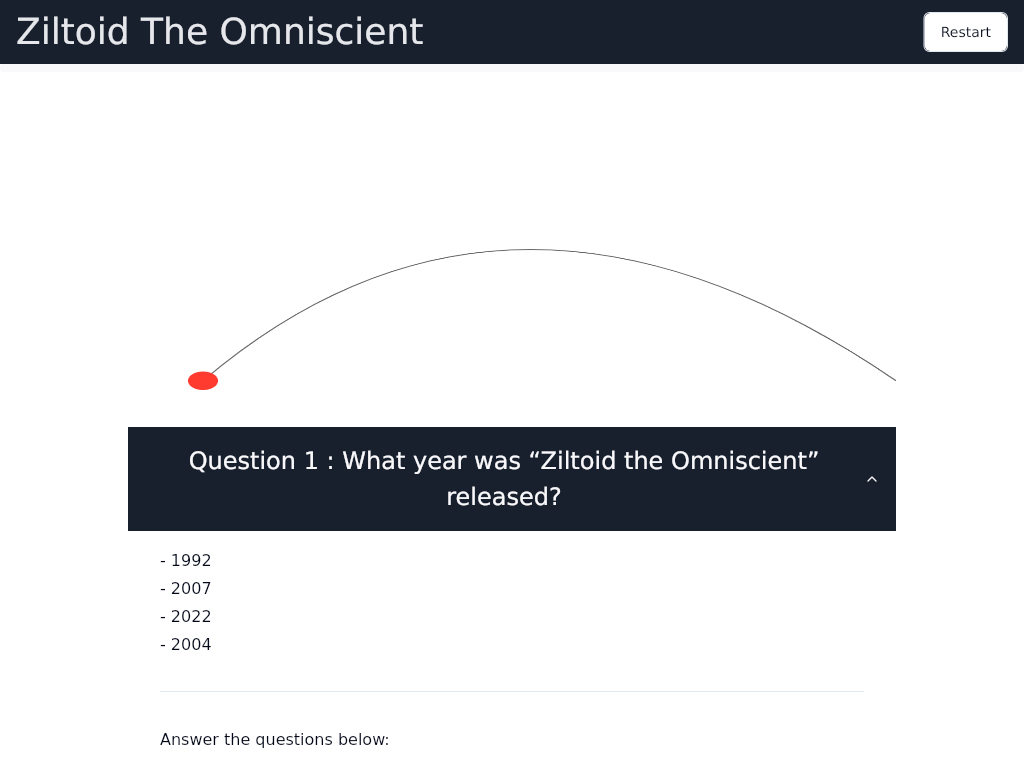 Ziltoid The Omniscient
Restart
Question 1 : What year was “Ziltoid the Omniscient”
released?
- 1992
- 2007
- 2022
- 2004
Answer the questions below: